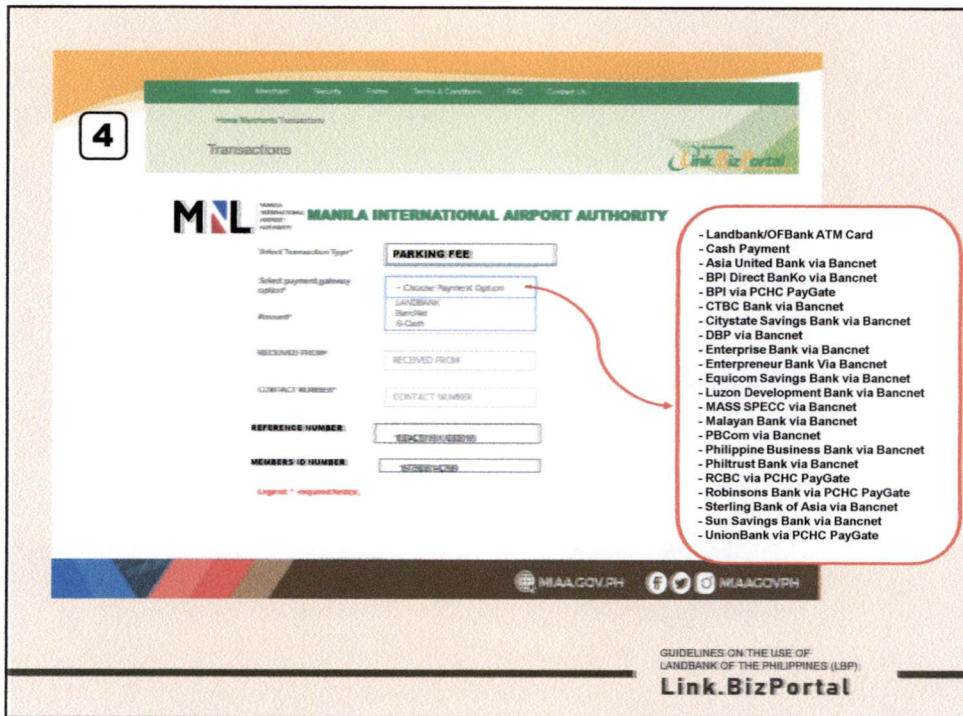 4
Home Merchant Security Forms Terms & Conditions FAQ Contact Us
Home Merchants Transactions
Transactions
Link.BizPortal
MNL
MANILA
INTERNATIONAL
AIRPORT
AUTHORITY
MANILA INTERNATIONAL AIRPORT AUTHORITY
Select Transaction Type*
PARKING FEE
Select payment gateway
option*
- Choose Payment Option
LANDBANK
BancNet
G-Cash
Amount*
RECEIVED FROM*
RECEIVED FROM
CONTACT NUMBER*
CONTACT NUMBER
REFERENCE NUMBER
MEMBERS ID NUMBER
Legend: * -required field(s).
- Landbank/OFBank ATM Card
- Cash Payment
- Asia United Bank via Bancnet
- BPI Direct BanKo via Bancnet
- BPI via PCHC PayGate
- CTBC Bank via Bancnet
- Citystate Savings Bank via Bancnet
- DBP via Bancnet
- Enterprise Bank via Bancnet
- Enterpreneur Bank Via Bancnet
- Equicom Savings Bank via Bancnet
- Luzon Development Bank via Bancnet
- MASS SPECC via Bancnet
- Malayan Bank via Bancnet
- PBCom via Bancnet
- Philippine Business Bank via Bancnet
- Philtrust Bank via Bancnet
- RCBC via PCHC PayGate
- Robinsons Bank via PCHC PayGate
- Sterling Bank of Asia via Bancnet
- Sun Savings Bank via Bancnet
- UnionBank via PCHC PayGate
MIAA.GOV.PH MIAAGOVPH
GUIDELINES ON THE USE OF
LANDBANK OF THE PHILIPPINES (LBP)
Link.BizPortal